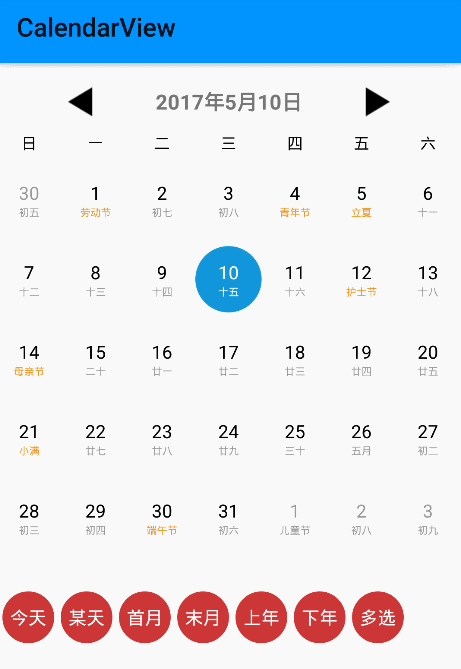 CalendarView
2017年5月10日
日 一 二 三 四 五 六
30 1 2 3 4 5 6
初五 劳动节 初七 初八 青年节 立夏 十一
7 8 9 10 11 12 13
十二 十三 十四 十五 十六 护士节 十八
14 15 16 17 18 19 20
母亲节 二十 廿一 廿二 廿三 廿四 廿五
21 22 23 24 25 26 27
小满 廿七 廿八 廿九 三十 五月 初二
28 29 30 31 1 2 3
初三 初四 端午节 初六 儿童节 初八 初九
今天 某天 首月 末月 上年 下年 多选